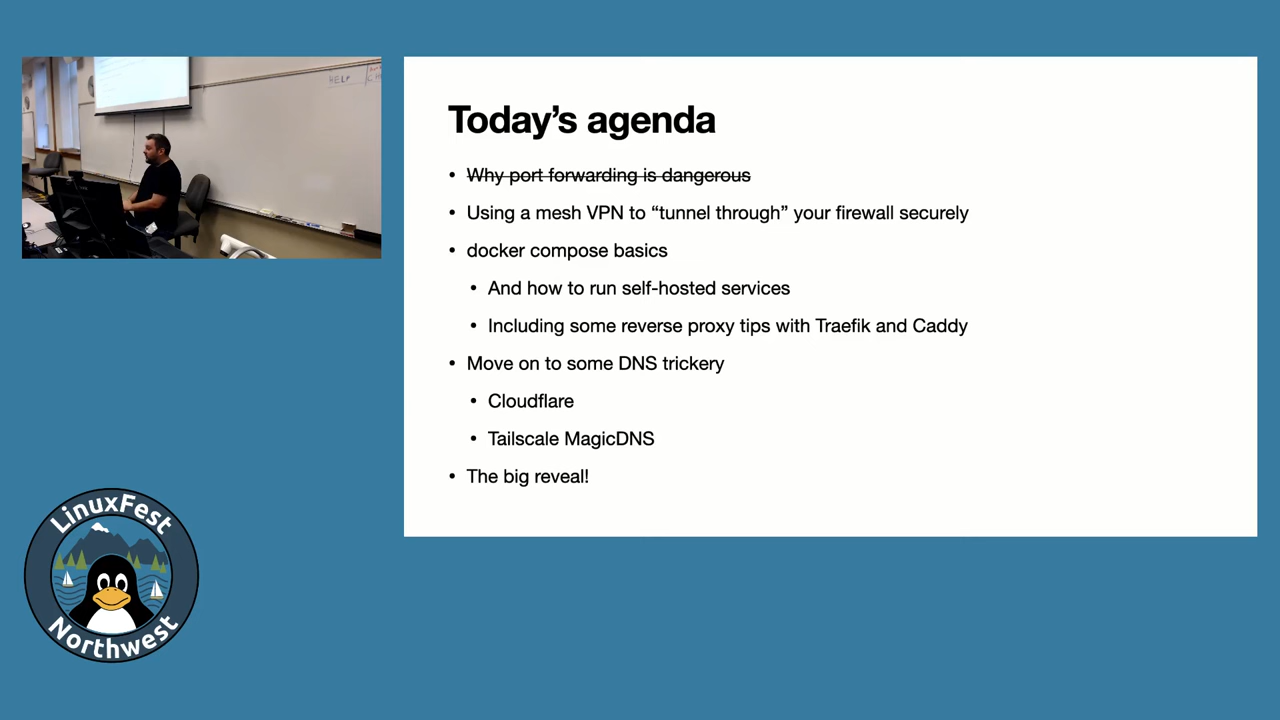 HELP
Today's agenda
• Why port forwarding is dangerous
• Using a mesh VPN to “tunnel through” your firewall securely
• docker compose basics
• And how to run self-hosted services
• Including some reverse proxy tips with Traefik and Caddy
• Move on to some DNS trickery
• Cloudflare
• Tailscale MagicDNS
• The big reveal!
LinuxFest
Northwest